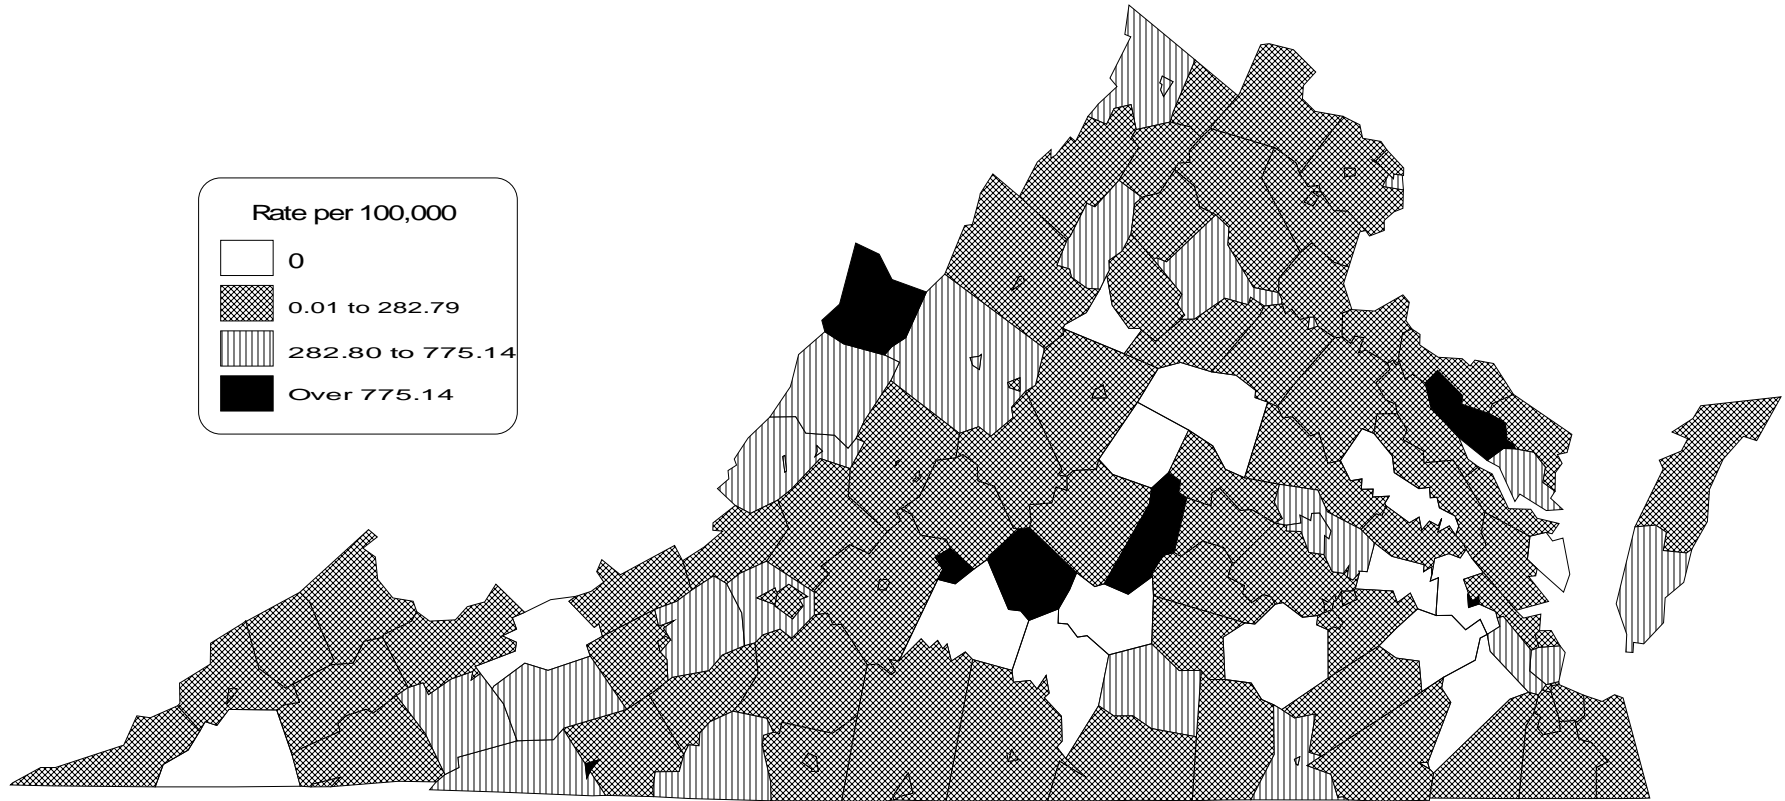 Rate per 100,000
0
0.01 to 282.79
282.80 to 775.14
Over 775.14